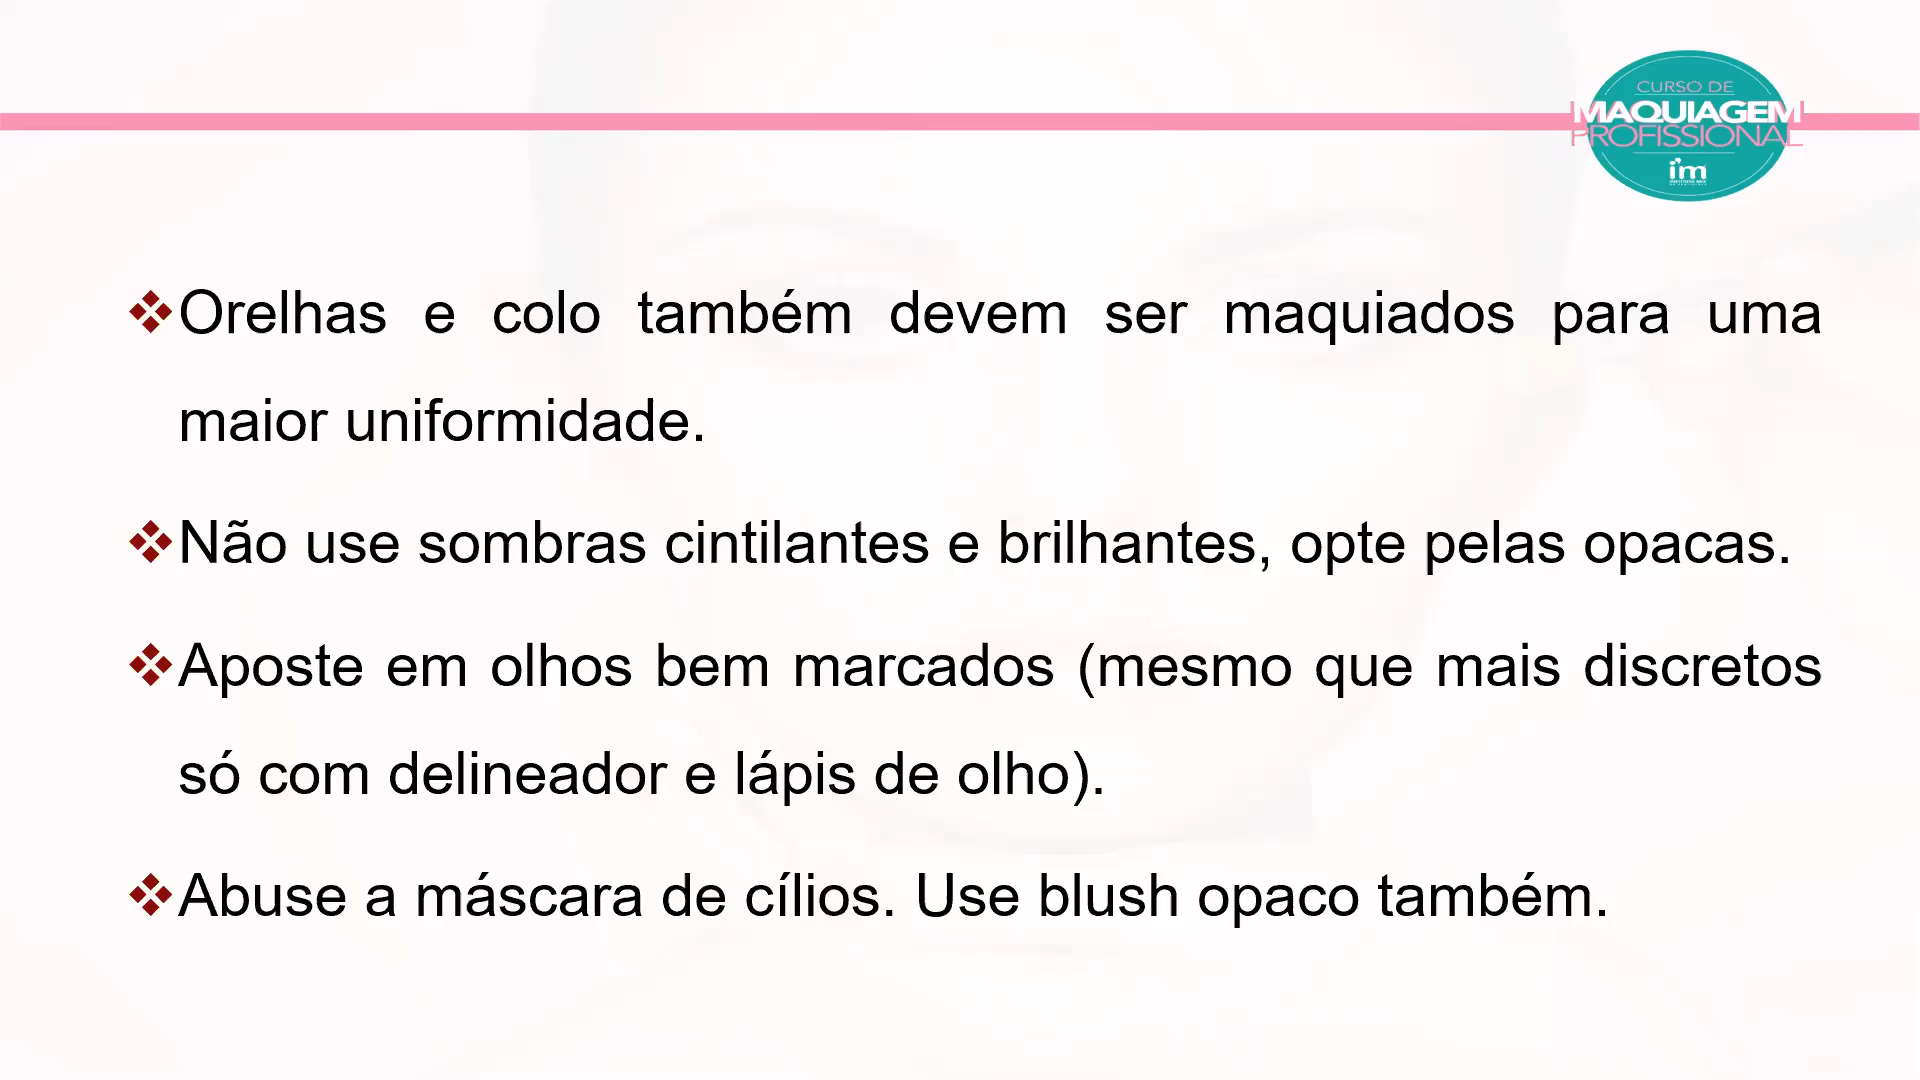 CURSO DE
MAQUIAGEM
PROFISSIONAL
im
Orelhas e colo também devem ser maquiados para uma
maior uniformidade.
Não use sombras cintilantes e brilhantes, opte pelas opacas.
Aposte em olhos bem marcados (mesmo que mais discretos
só com delineador e lápis de olho).
Abuse a máscara de cílios. Use blush opaco também.